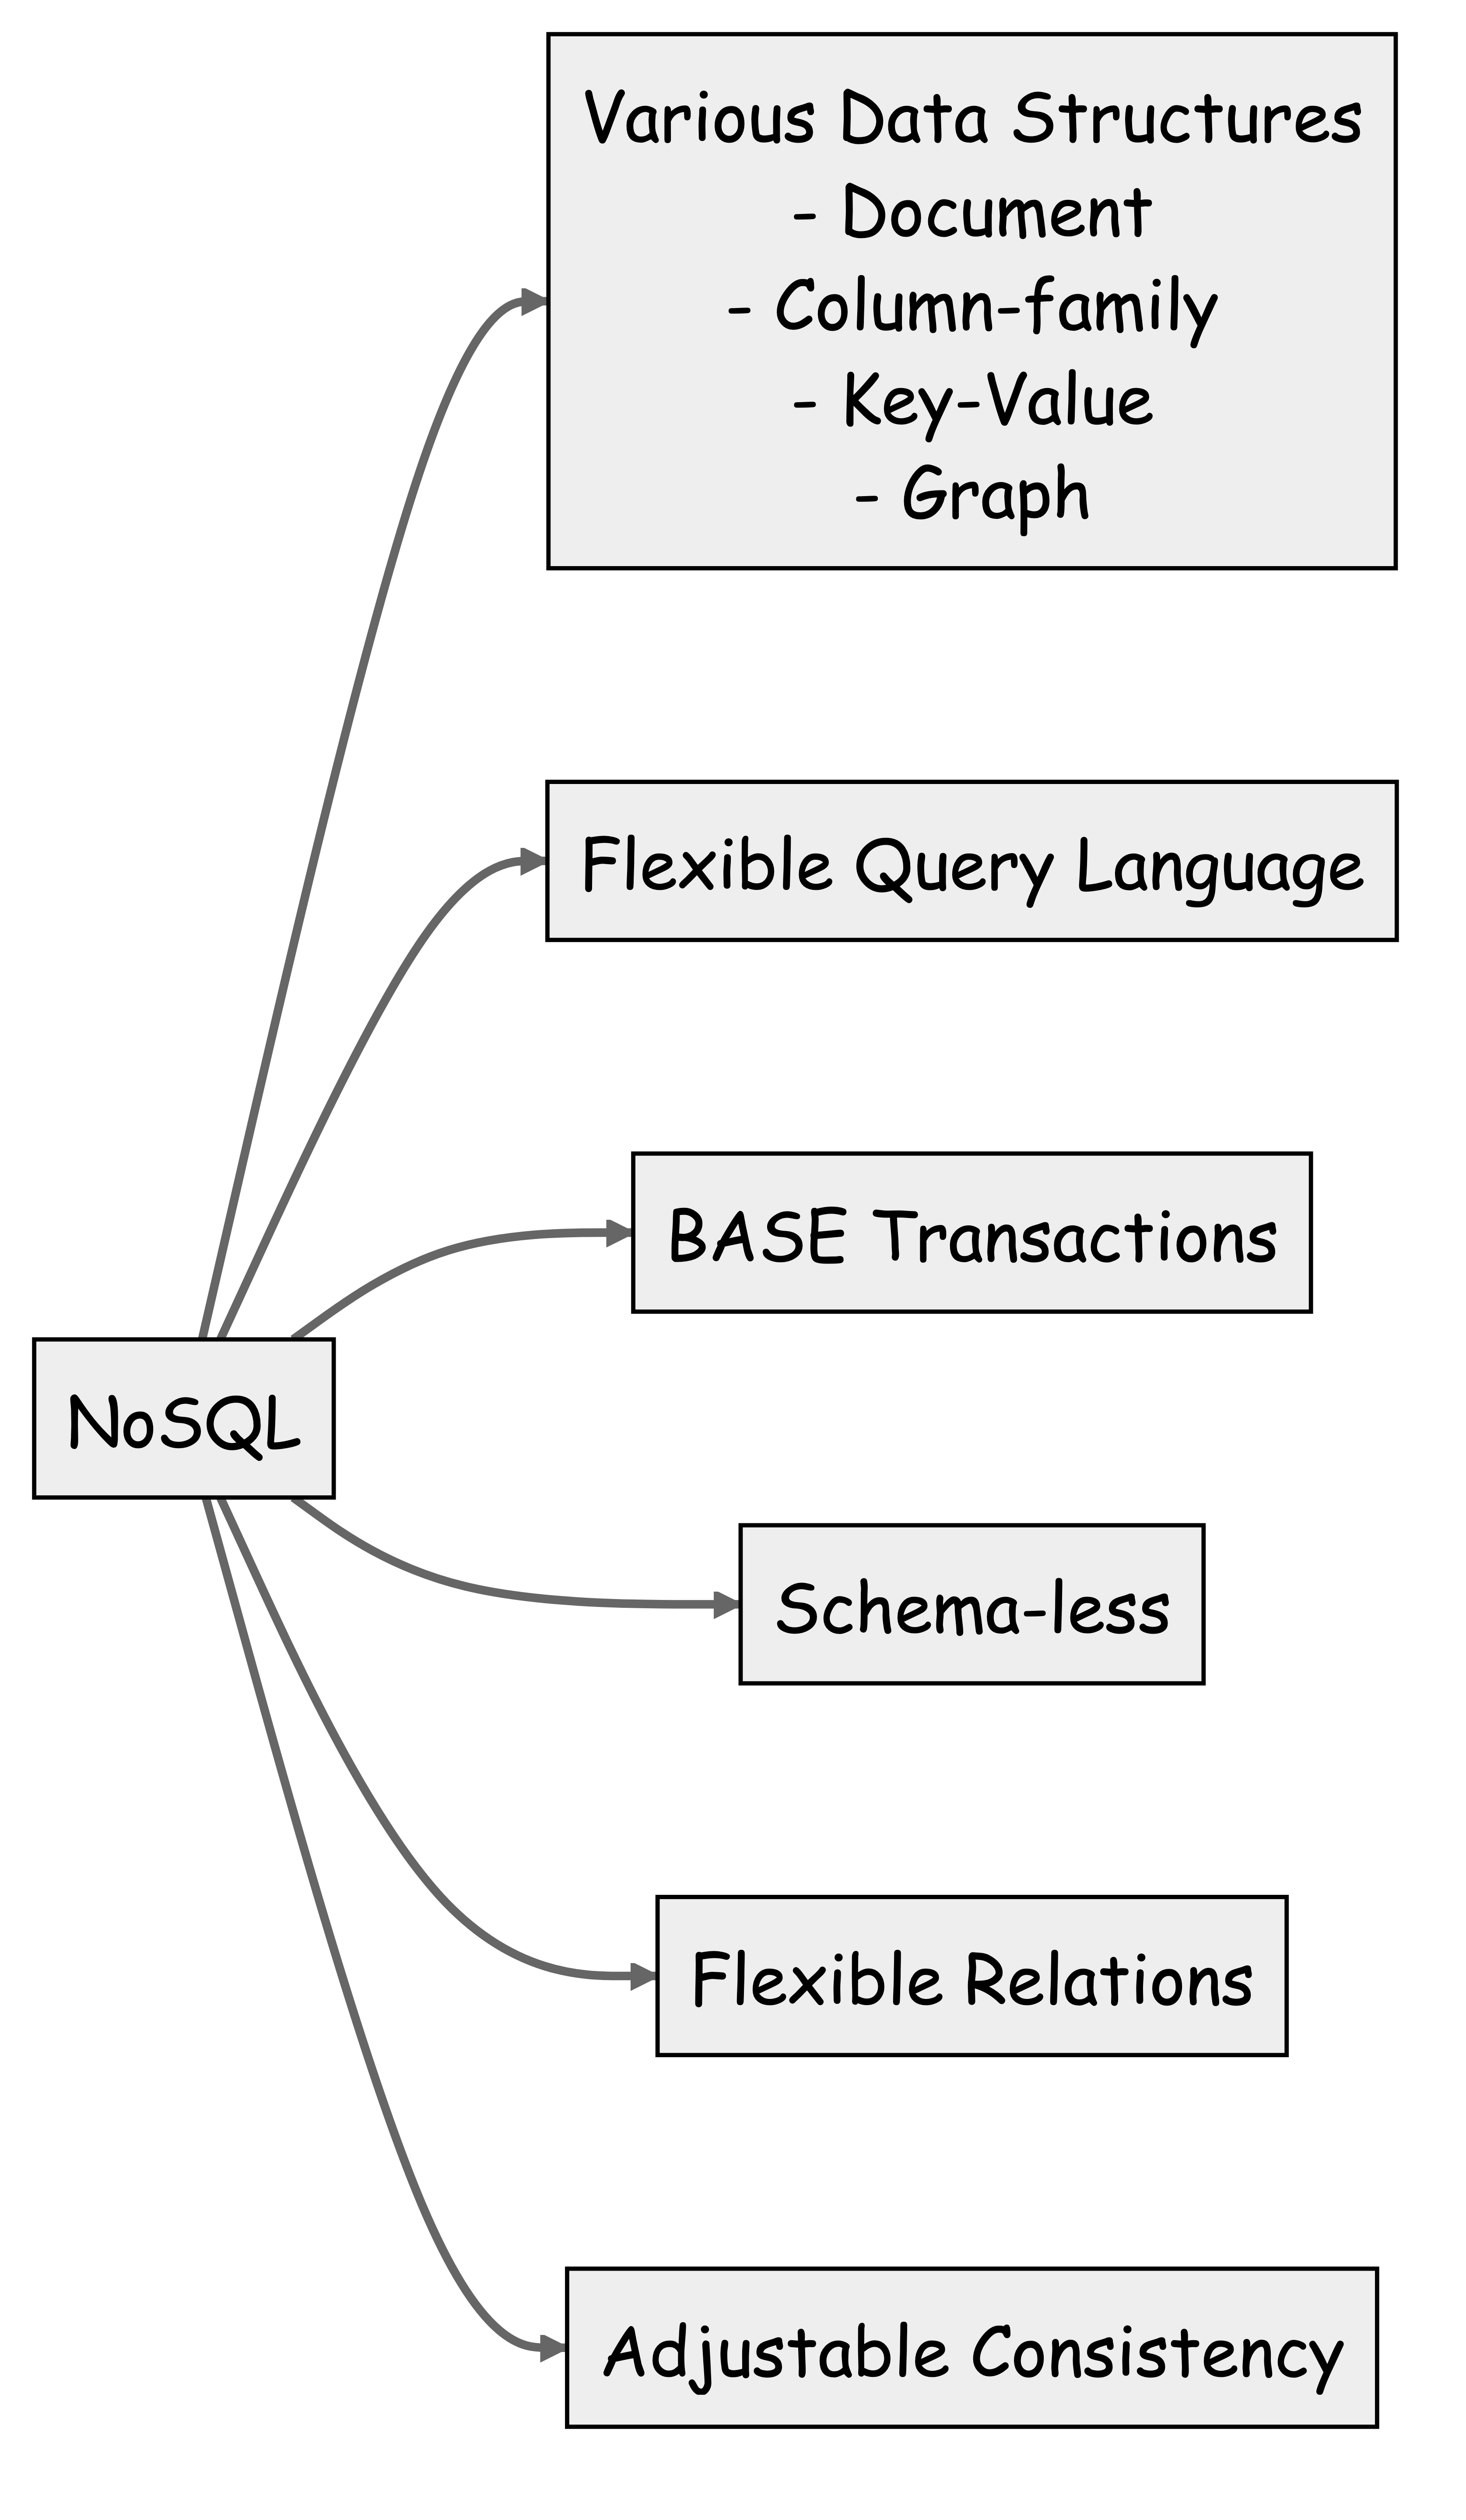 Various Data Structures
- Document
- Column-family
- Key-Value
- Graph
Flexible Query Language
BASE Transactions
NoSQL
Schema-less
Flexible Relations
Adjustable Consistency